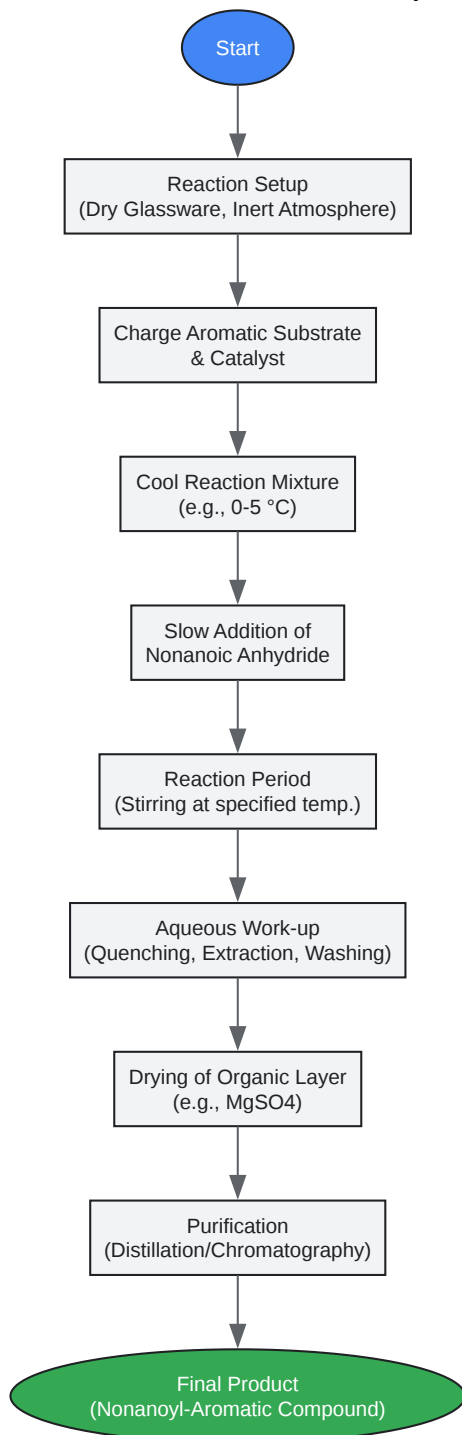 Start
Reaction Setup
(Dry Glassware, Inert Atmosphere)
Charge Aromatic Substrate
& Catalyst
Cool Reaction Mixture
(e.g., 0-5 °C)
Slow Addition of
Nonanoic Anhydride
Reaction Period
(Stirring at specified temp.)
Aqueous Work-up
(Quenching, Extraction, Washing)
Drying of Organic Layer
(e.g., MgSO4)
Purification
(Distillation/Chromatography)
Final Product
(Nonanoyl-Aromatic Compound)